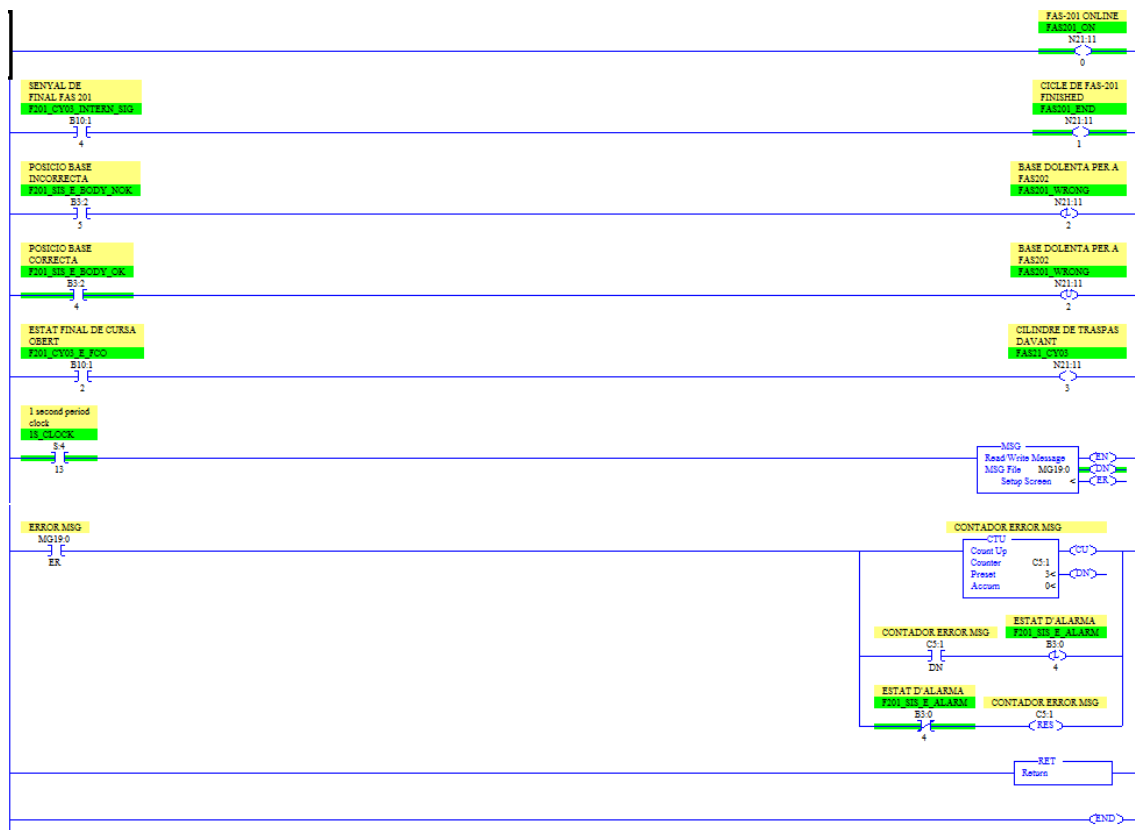 FAS-201 ONLINE
FAS201_ON
N21:11
0
SENYAL DE
FINAL FAS 201
F201_CY03_INTERN_SIG
B10:1
4
CICLE DE FAS-201
FINISHED
FAS201_END
N21:11
1
POSICIO BASE
INCORRECTA
F201_SIS_E_BODY_NOK
B3:2
5
BASE DOLENTA PER A
FAS202
FAS201_WRONG
N21:11
L
2
POSICIO BASE
CORRECTA
F201_SIS_E_BODY_OK
B3:2
4
BASE DOLENTA PER A
FAS202
FAS201_WRONG
N21:11
U
2
ESTAT FINAL DE CURSA
OBERT
F201_CY03_E_FCO
B10:1
2
CILINDRE DE TRASPAS
DAVANT
FAS21_CY03
N21:11
3
1 second period
clock
1S_CLOCK
S:4
13
MSG
Read/Write Message
MSG File MG19:0
Setup Screen <
EN
DN
ER
ERROR MSG
MG19:0
ER
CONTADOR ERROR MSG
CTU
Count Up
Counter C5:1
Preset 3<
Accum 0<
CU
DN
CONTADOR ERROR MSG
C5:1
DN
ESTAT D'ALARMA
F201_SIS_E_ALARM
B3:0
L
4
ESTAT D'ALARMA
F201_SIS_E_ALARM
B3:0
4
CONTADOR ERROR MSG
C5:1
RES
RET
Return
END